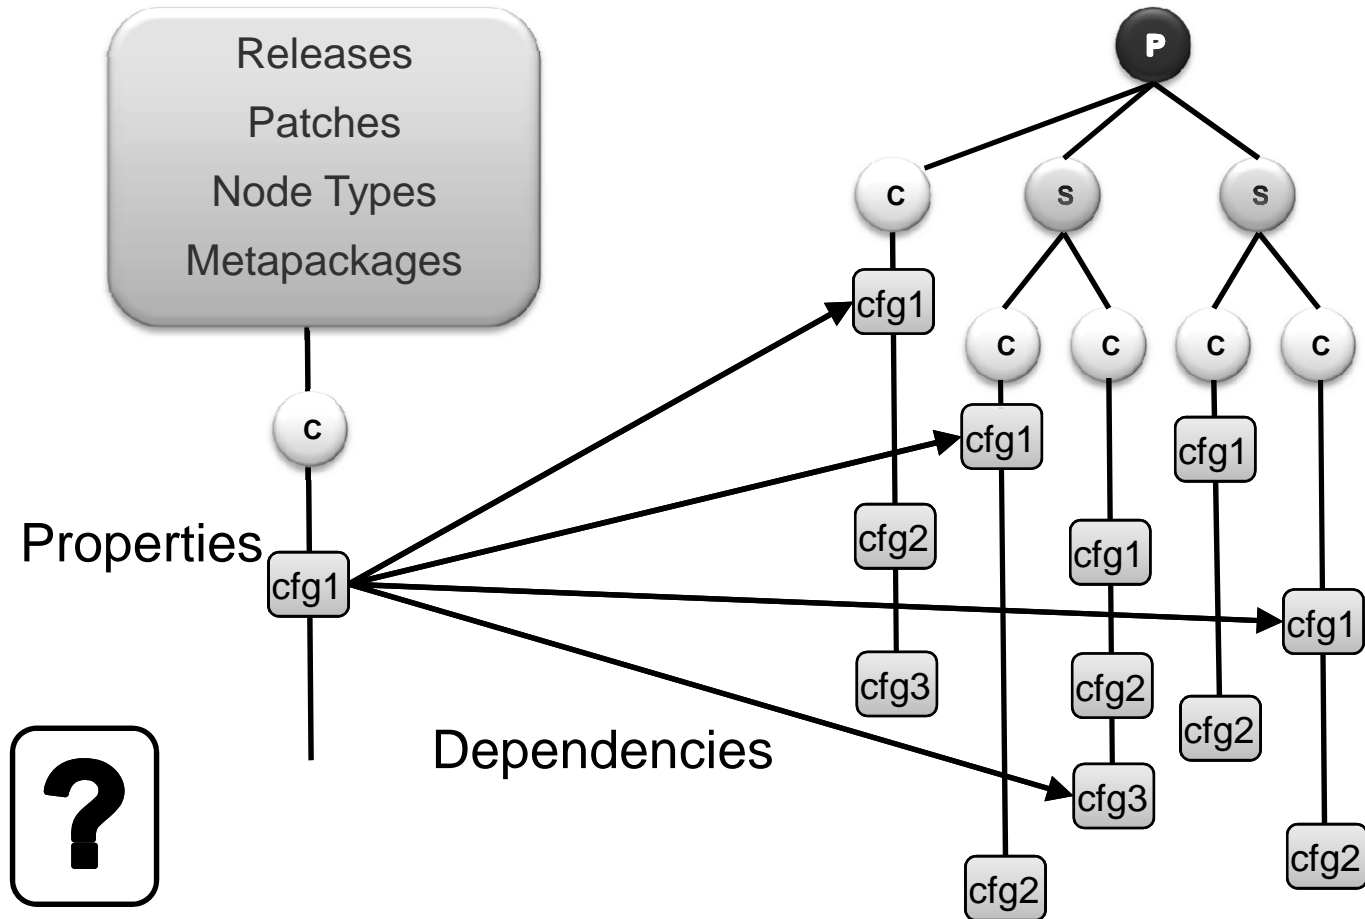 Releases
Patches
Node Types
Metapackages
C
Properties
cfg1
Dependencies
?
P
C
S
S
cfg1
cfg2
cfg3
C
cfg1
cfg2
C
cfg1
cfg2
cfg3
C
cfg1
cfg2
C
cfg1
cfg2